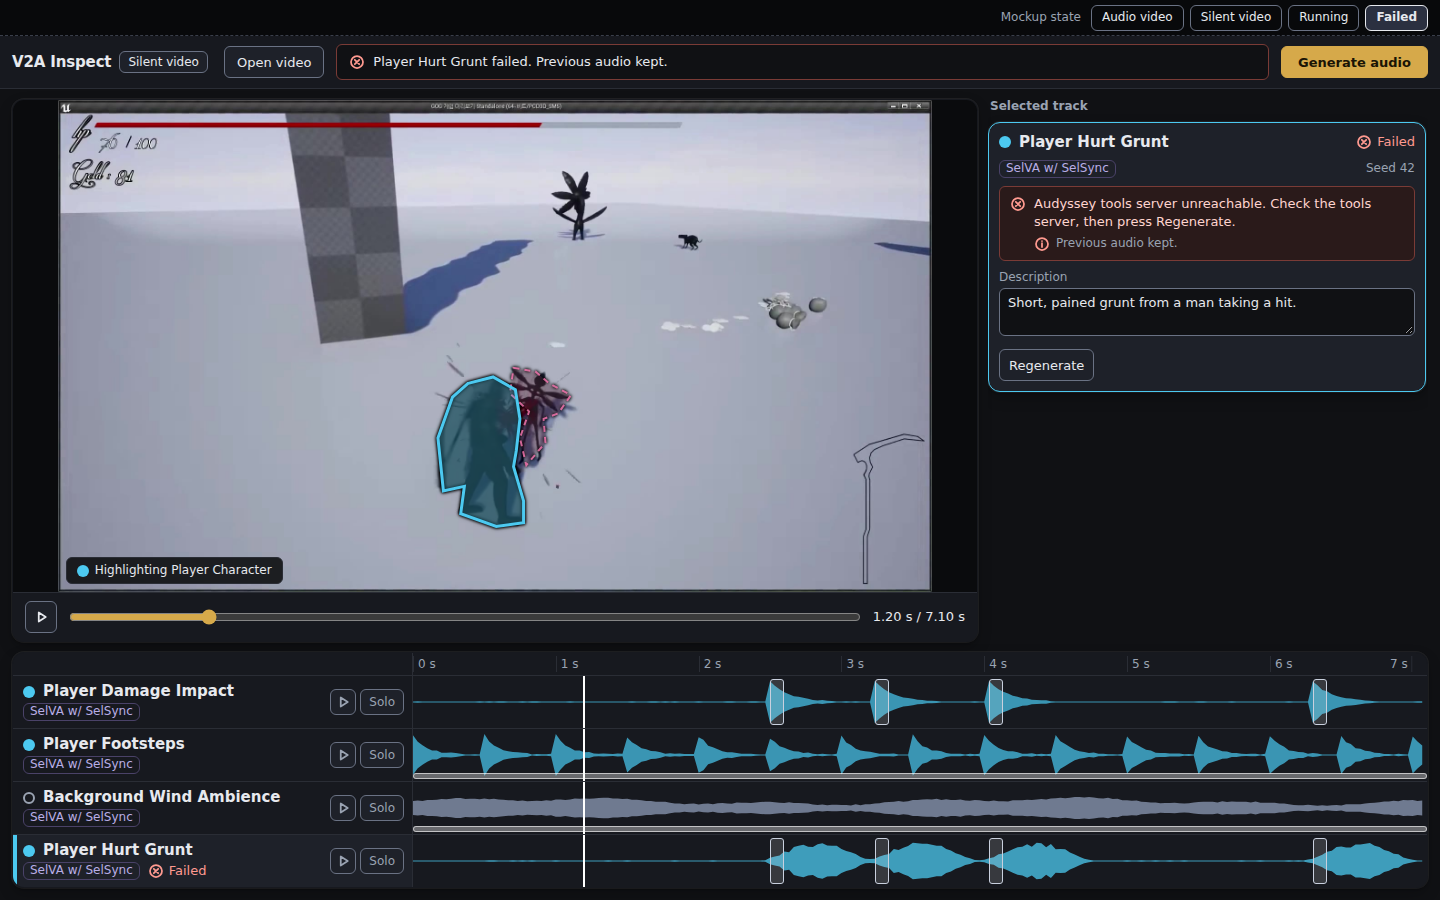 Mockup state
Audio video
Silent video
Running
Failed
V2A Inspect
Silent video
Open video
Player Hurt Grunt failed. Previous audio kept.
Generate audio
hp 76 / 100
Gold : 84
Highlighting Player Character
1.20 s / 7.10 s
Selected track
Player Hurt Grunt
Failed
SelVA w/ SelSync
Seed 42
Audyssey tools server unreachable. Check the tools
server, then press Regenerate.
Previous audio kept.
Description
Short, pained grunt from a man taking a hit.
Regenerate
0 s 1 s 2 s 3 s 4 s 5 s 6 s 7 s
Player Damage Impact
SelVA w/ SelSync
Solo
Player Footsteps
SelVA w/ SelSync
Solo
Background Wind Ambience
SelVA w/ SelSync
Solo
Player Hurt Grunt
SelVA w/ SelSync
Failed
Solo